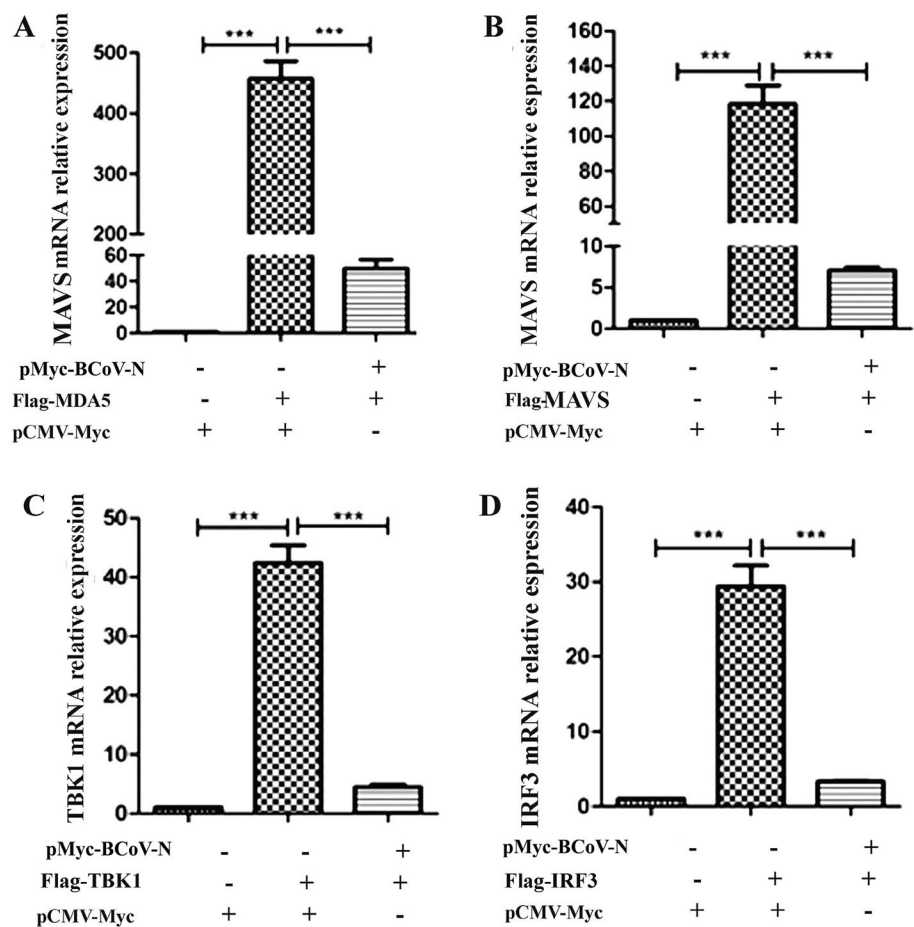 A
MAVS mRNA relative expression
*** ***
500
400
300
200
60
40
20
0
pMyc-BCoV-N - - +
Flag-MDA5 - + +
pCMV-Myc + + -
B
MAVS mRNA relative espression
*** ***
160
140
120
100
80
60
10
5
0
pMyc-BCoV-N - - +
Flag-MAVS - + +
pCMV-Myc + + -
C
TBK1 mRNA relative expression
*** ***
50
40
30
20
10
0
pMyc-BCoV-N - - +
Flag-TBK1 - + +
pCMV-Myc + + -
D
IRF3 mRNA relative espression
*** ***
40
30
20
10
0
pMyc-BCoV-N - - +
Flag-IRF3 - + +
pCMV-Myc + + -